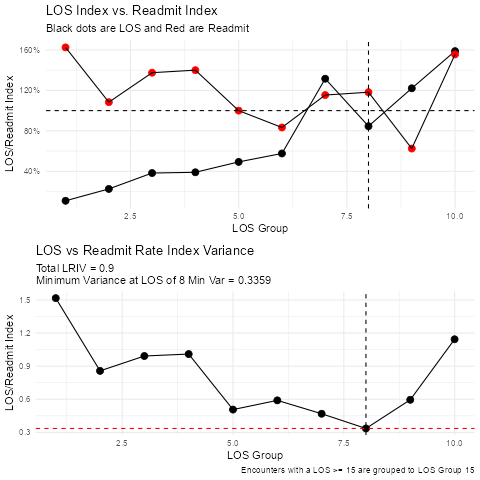 LOS Index vs. Readmit Index
Black dots are LOS and Red are Readmit
LOS/Readmit Index
160%
120%
80%
40%
2.5 5.0 7.5 10.0
LOS Group
LOS vs Readmit Rate Index Variance
Total LRIV = 0.9
Minimum Variance at LOS of 8 Min Var = 0.3359
LOS/Readmit Index
1.5
1.2
0.9
0.6
0.3
2.5 5.0 7.5 10.0
LOS Group
Encounters with a LOS >= 15 are grouped to LOS Group 15